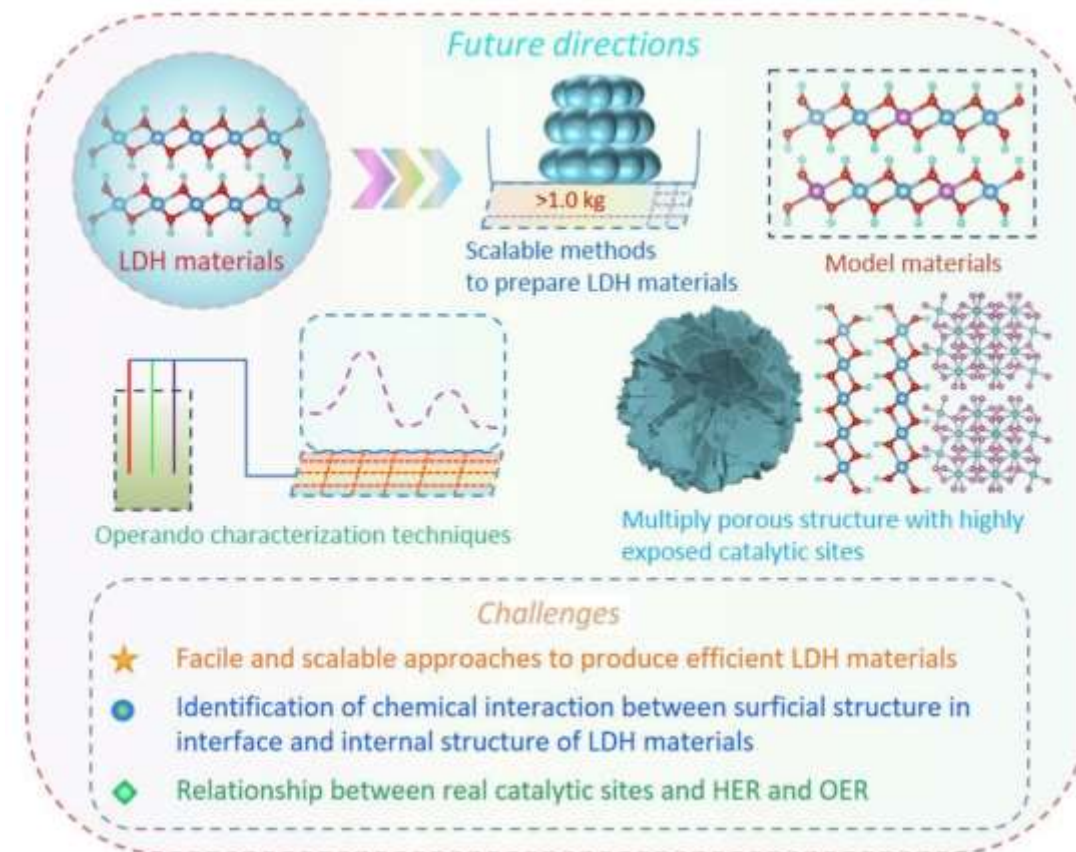 Future directions
LDH materials
>1.0 kg
Scalable methods
to prepare LDH materials
Model materials
Operando characterization techniques
Multiply porous structure with highly
exposed catalytic sites
Challenges
Facile and scalable approaches to produce efficient LDH materials
Identification of chemical interaction between surficial structure in
interface and internal structure of LDH materials
Relationship between real catalytic sites and HER and OER